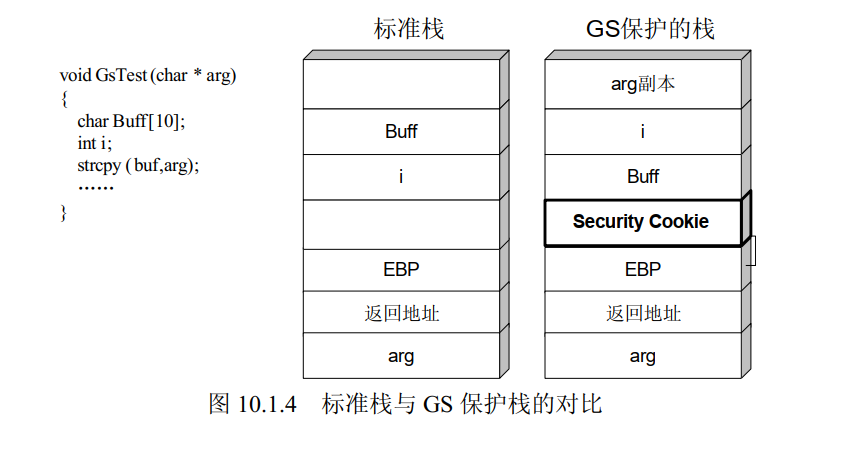 void GsTest(char * arg)
{
char Buff[10];
int i;
strcpy ( buf,arg);
……
}
标准栈
Buff
i
EBP
返回地址
arg
GS保护的栈
arg副本
i
Buff
Security Cookie
EBP
返回地址
arg
图 10.1.4 标准栈与 GS 保护栈的对比